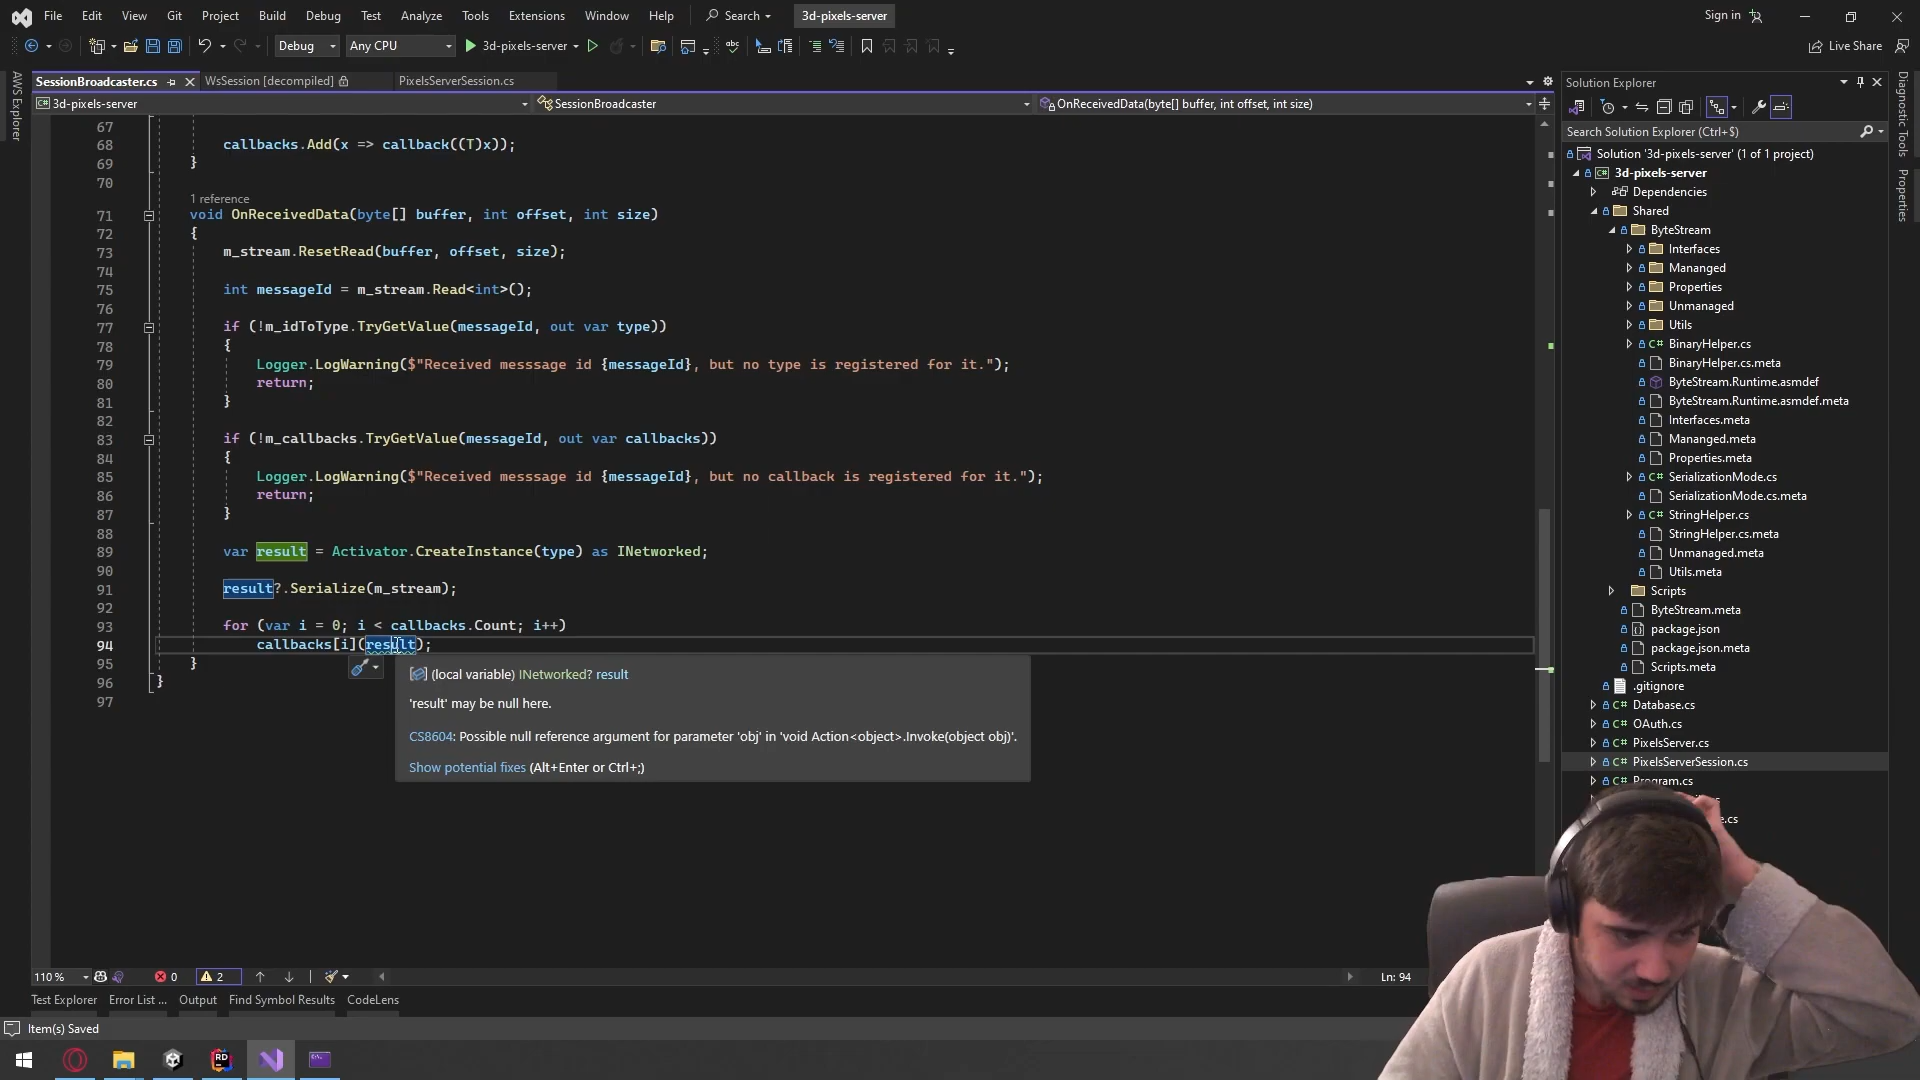 File Edit View Git Project Build Debug Test Analyze Tools Extensions Window Help Search 3d-pixels-server Sign in
Debug Any CPU 3d-pixels-server Live Share
AWS Explorer
SessionBroadcaster.cs WsSession [decompiled] PixelsServerSession.cs
3d-pixels-server SessionBroadcaster OnReceivedData(byte[] buffer, int offset, int size)
67
68 callbacks.Add(x => callback((T)x));
69 }
70
1 reference
71 void OnReceivedData(byte[] buffer, int offset, int size)
72 {
73 m_stream.ResetRead(buffer, offset, size);
74
75 int messageId = m_stream.Read<int>();
76
77 if (!m_idToType.TryGetValue(messageId, out var type))
78 {
79 Logger.LogWarning($"Received messsage id {messageId}, but no type is registered for it.");
80 return;
81 }
82
83 if (!m_callbacks.TryGetValue(messageId, out var callbacks))
84 {
85 Logger.LogWarning($"Received messsage id {messageId}, but no callback is registered for it.");
86 return;
87 }
88
89 var result = Activator.CreateInstance(type) as INetworked;
90
91 result?.Serialize(m_stream);
92
93 for (var i = 0; i < callbacks.Count; i++)
94 callbacks[i](result);
95 }
96 }
97
(local variable) INetworked? result
'result' may be null here.
CS8604: Possible null reference argument for parameter 'obj' in 'void Action<object>.Invoke(object obj)'.
Show potential fixes (Alt+Enter or Ctrl+;)
110 % 0 2 Ln: 94
Test Explorer Error List ... Output Find Symbol Results CodeLens
Item(s) Saved
Solution Explorer
Search Solution Explorer (Ctrl+$)
Solution '3d-pixels-server' (1 of 1 project)
3d-pixels-server
Dependencies
Shared
ByteStream
Interfaces
Mananged
Properties
Unmanaged
Utils
BinaryHelper.cs
BinaryHelper.cs.meta
ByteStream.Runtime.asmdef
ByteStream.Runtime.asmdef.meta
Interfaces.meta
Mananged.meta
Properties.meta
SerializationMode.cs
SerializationMode.cs.meta
StringHelper.cs
StringHelper.cs.meta
Unmanaged.meta
Utils.meta
Scripts
ByteStream.meta
package.json
package.json.meta
Scripts.meta
.gitignore
Database.cs
OAuth.cs
PixelsServer.cs
PixelsServerSession.cs
Program.cs
Diagnostic Tools
Properties
RD